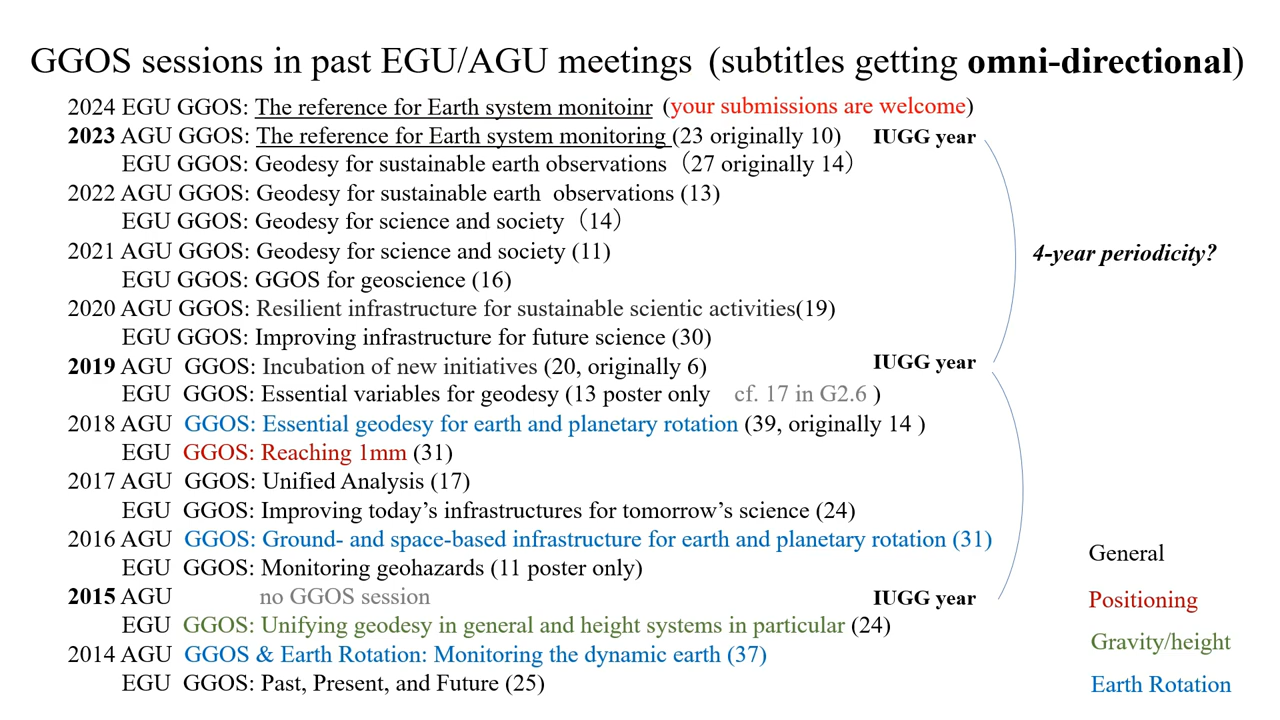 GGOS sessions in past EGU/AGU meetings (subtitles getting omni-directional)
2024 EGU GGOS: The reference for Earth system monitoinr (your submissions are welcome)
2023 AGU GGOS: The reference for Earth system monitoring (23 originally 10) IUGG year
EGU GGOS: Geodesy for sustainable earth observations（27 originally 14）
2022 AGU GGOS: Geodesy for sustainable earth observations (13)
EGU GGOS: Geodesy for science and society（14）
2021 AGU GGOS: Geodesy for science and society (11)
4-year periodicity?
EGU GGOS: GGOS for geoscience (16)
2020 AGU GGOS: Resilient infrastructure for sustainable scientic activities(19)
EGU GGOS: Improving infrastructure for future science (30)
2019 AGU GGOS: Incubation of new initiatives (20, originally 6) IUGG year
EGU GGOS: Essential variables for geodesy (13 poster only cf. 17 in G2.6 )
2018 AGU GGOS: Essential geodesy for earth and planetary rotation (39, originally 14 )
EGU GGOS: Reaching 1mm (31)
2017 AGU GGOS: Unified Analysis (17)
EGU GGOS: Improving today’s infrastructures for tomorrow’s science (24)
2016 AGU GGOS: Ground- and space-based infrastructure for earth and planetary rotation (31)
EGU GGOS: Monitoring geohazards (11 poster only)
2015 AGU no GGOS session IUGG year
EGU GGOS: Unifying geodesy in general and height systems in particular (24)
2014 AGU GGOS & Earth Rotation: Monitoring the dynamic earth (37)
EGU GGOS: Past, Present, and Future (25)
General
Positioning
Gravity/height
Earth Rotation